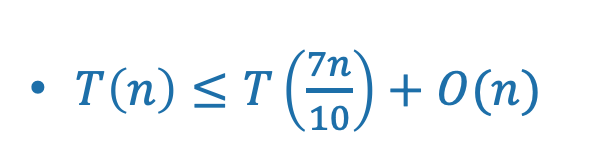 • T(n) ≤ T(7n/10) + O(n)